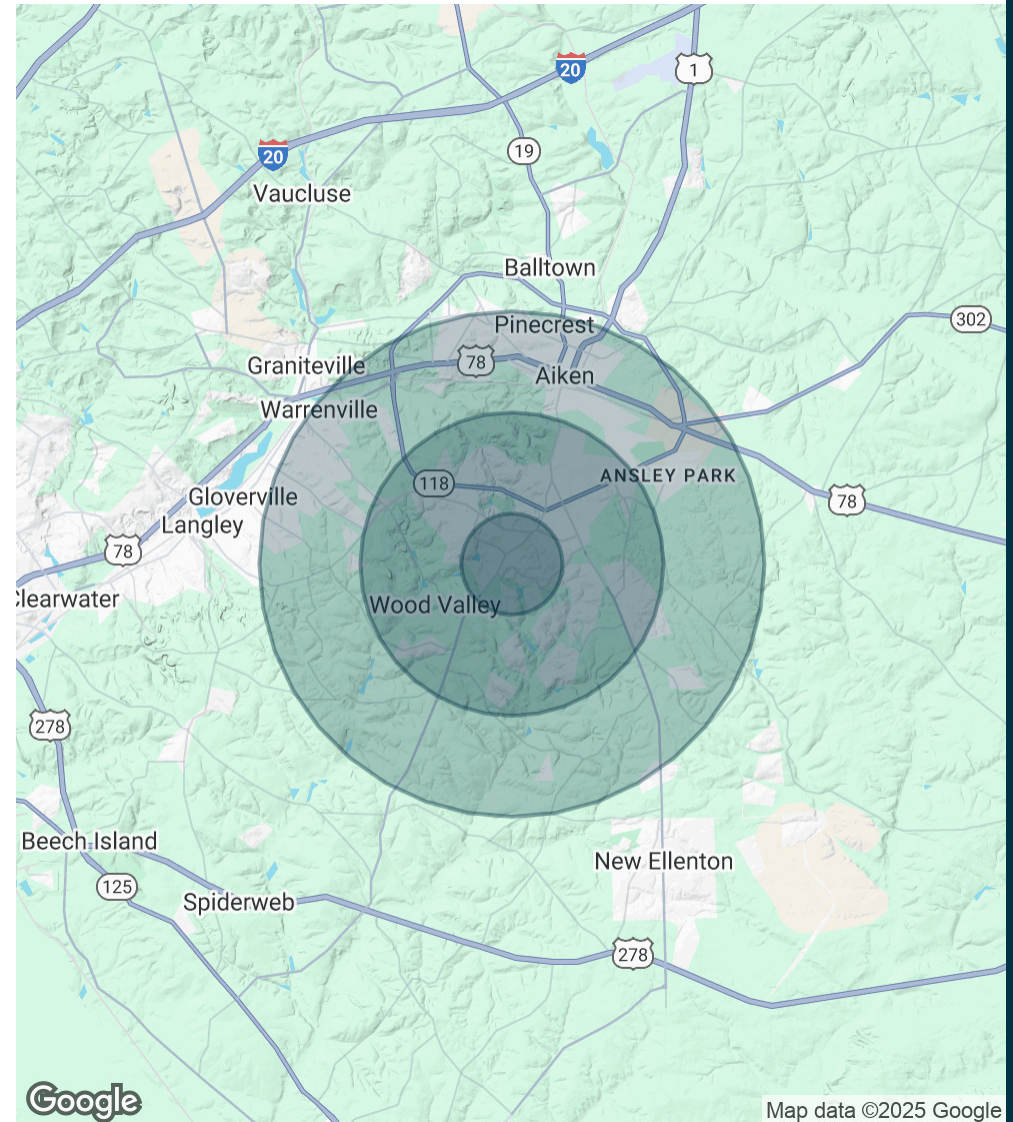 20
1
19
20
Vaucluse
Balltown
302
Pinecrest
Graniteville
78
Aiken
Warrenville
118
ANSLEY PARK
Gloverville
78
Langley
78
Clearwater
Wood Valley
278
Beech Island
New Ellenton
125
Spiderweb
278
Google
Map data ©2025 Google